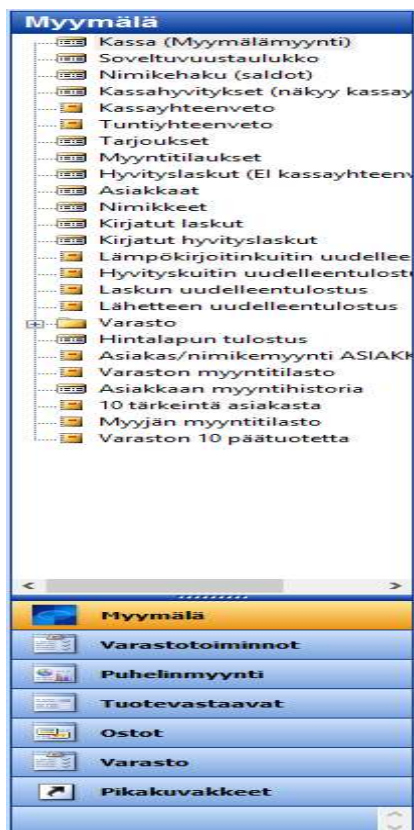 Myymälä
Kassa (Myymälämyynti)
Soveltuvuustaulukko
Nimikehaku (saldot)
Kassahyvitykset (näkyy kassay
Kassayhteenveto
Tuntiyhteenveto
Tarjoukset
Myyntitilaukset
Hyvityslaskut (EI kassayhteenv
Asiakkaat
Nimikkeet
Kirjatut laskut
Kirjatut hyvityslaskut
Lämpökirjoitinkuitin uudellee
Hyvityskuitin uudelleentulost
Laskun uudelleentulostus
Lähetteen uudelleentulostus
Varasto
Hintalapun tulostus
Asiakas/nimikemyynti ASIAKK
Varaston myyntitilasto
Asiakkaan myyntihistoria
10 tärkeintä asiakasta
Myyjän myyntitilasto
Varaston 10 päätuotetta
Myymälä
Varastotoiminnot
Puhelinmyynti
Tuotevastaavat
Ostot
Varasto
Pikakuvakkeet